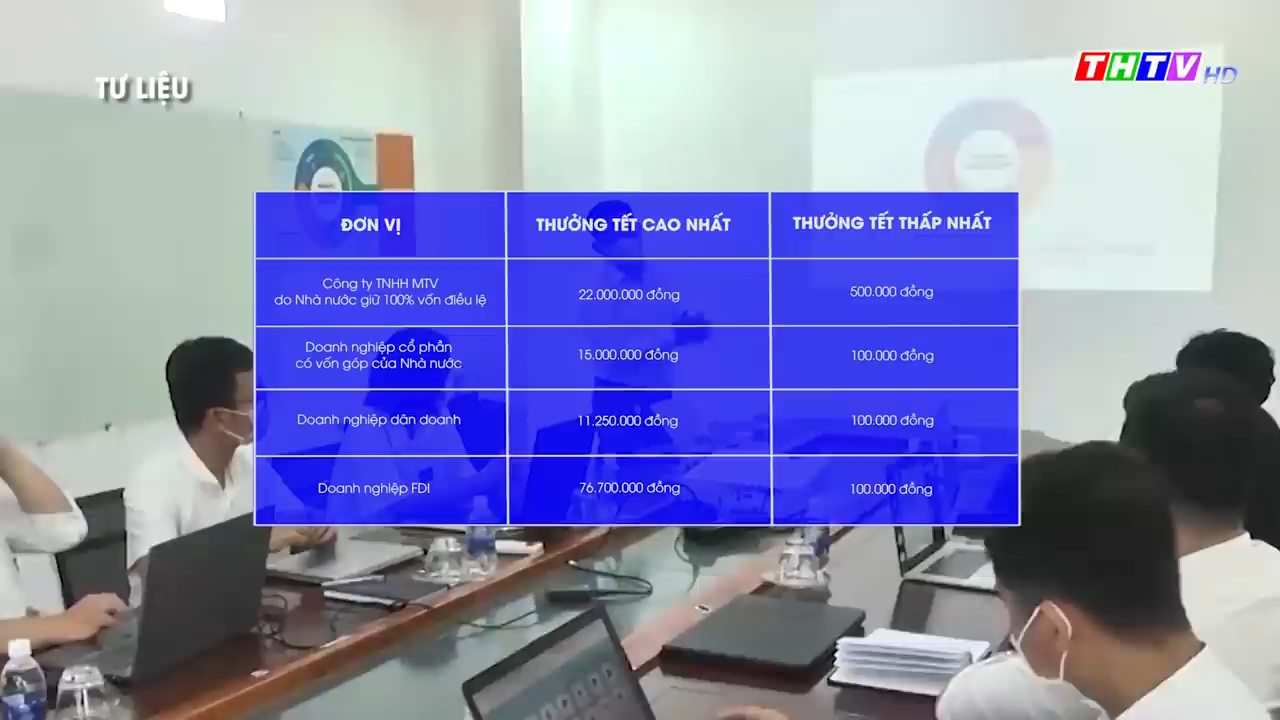 TƯ LIỆU
THTV HD
ĐƠN VỊ
THƯỞNG TẾT CAO NHẤT
THƯỞNG TẾT THẤP NHẤT
Công ty TNHH MTV
do Nhà nước giữ 100% vốn điều lệ
22.000.000 đồng
500.000 đồng
Doanh nghiệp cổ phần
có vốn góp của Nhà nước
15.000.000 đồng
100.000 đồng
Doanh nghiệp dân doanh
11.250.000 đồng
100.000 đồng
Doanh nghiệp FDI
76.700.000 đồng
100.000 đồng